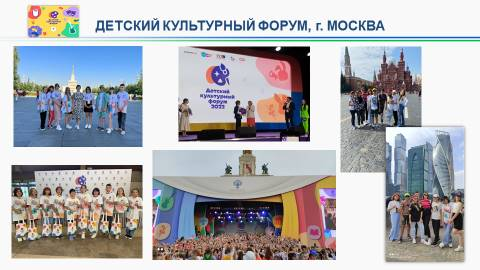 ДЕТСКИЙ КУЛЬТУРНЫЙ ФОРУМ, г. МОСКВА
Детский
культурный
форум
2022